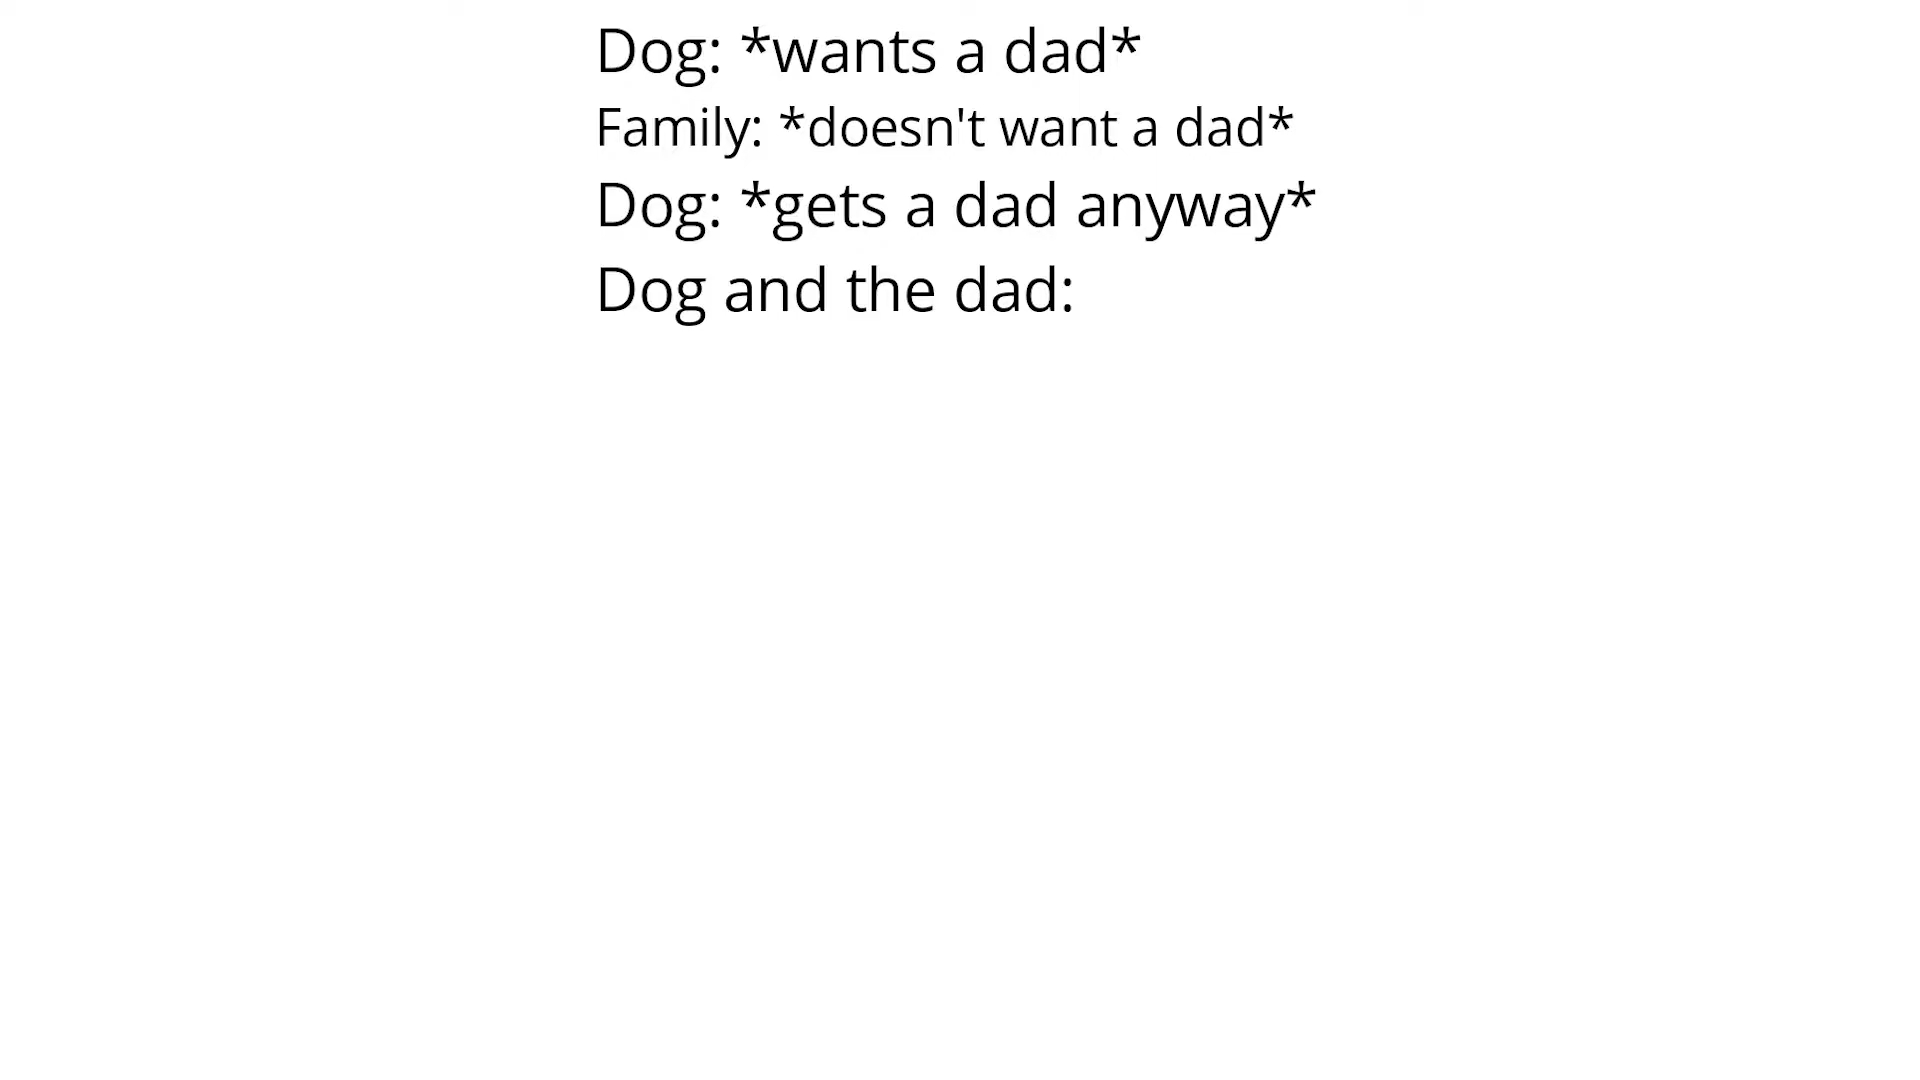 Dog: *wants a dad*
Family: *doesn't want a dad*
Dog: *gets a dad anyway*
Dog and the dad: